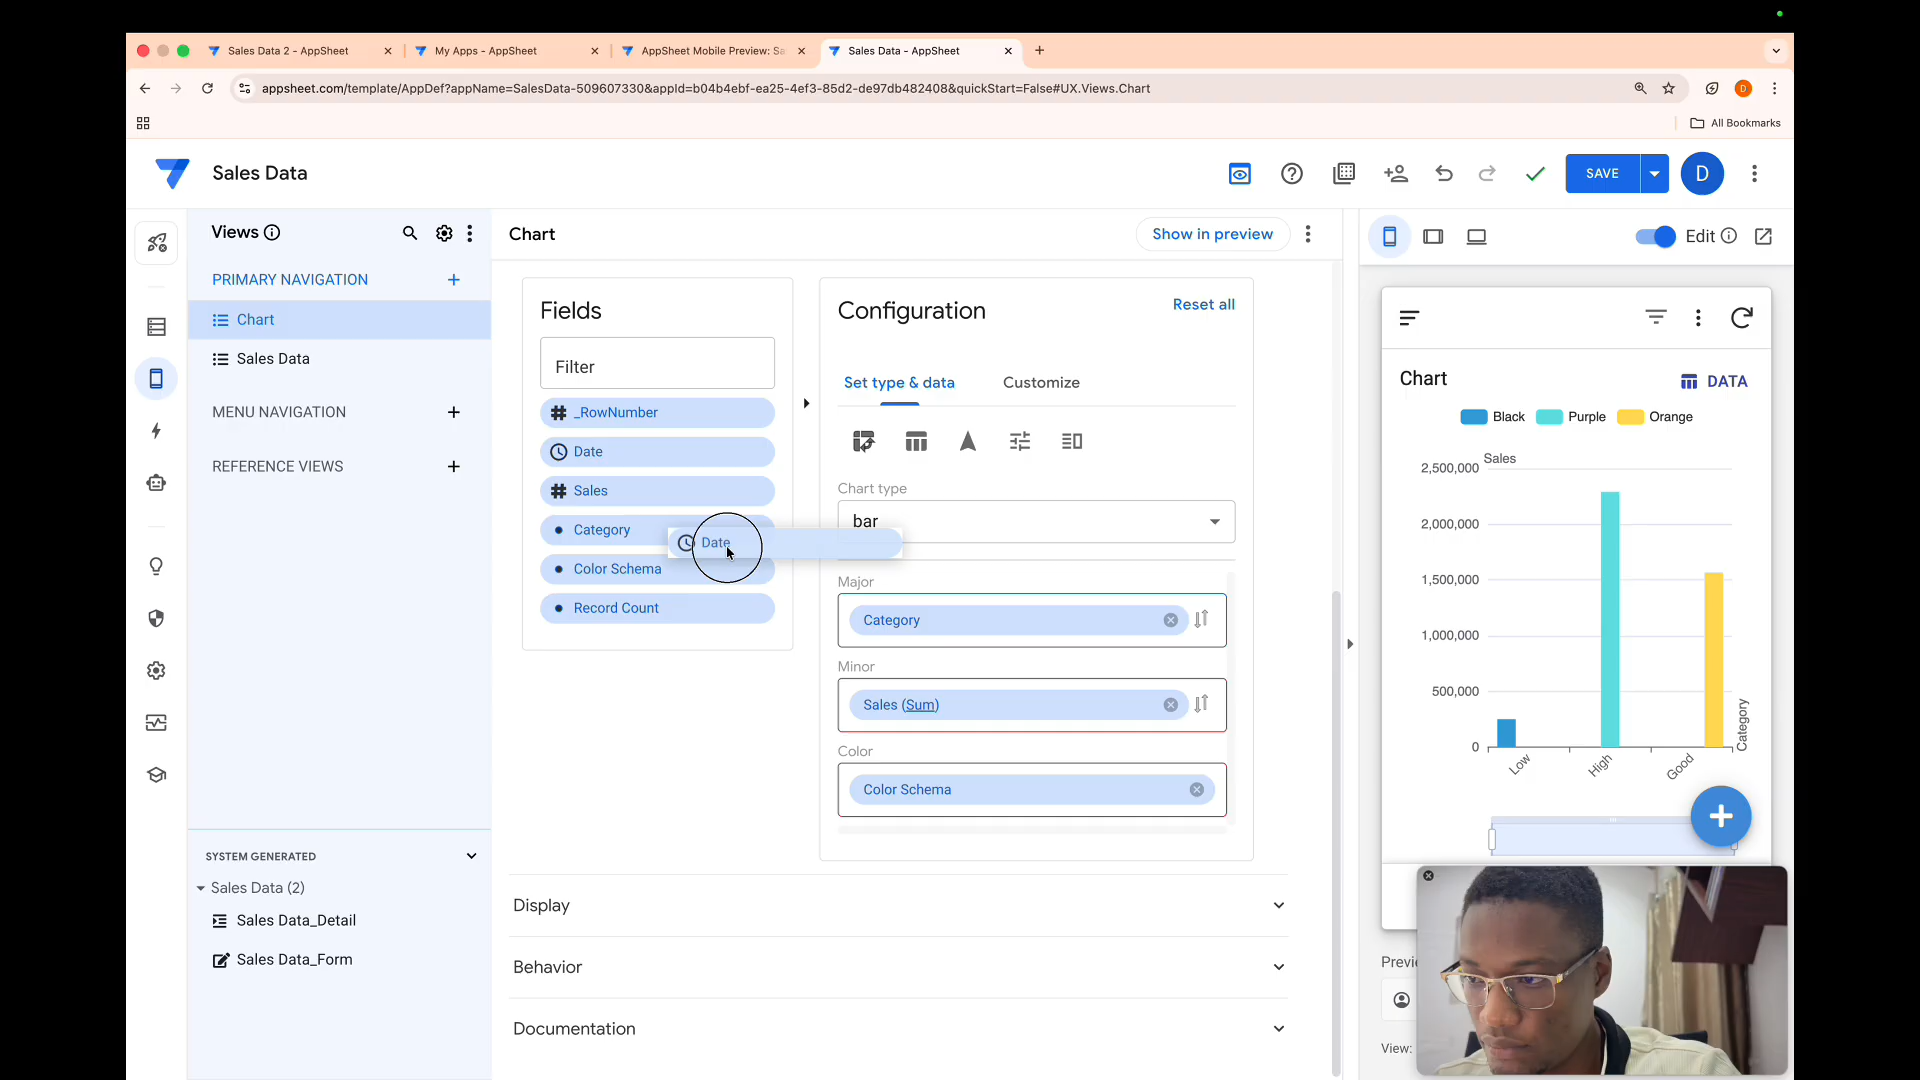 Sales Data 2 - AppSheet
My Apps - AppSheet
AppSheet Mobile Preview: Sa
Sales Data - AppSheet
appsheet.com/template/AppDef?appName=SalesData-509607330&appId=b04b4ebf-ea25-4ef3-85d2-de97db482408&quickStart=False#UX.Views.Chart
D
All Bookmarks
Sales Data
SAVE
D
Views
PRIMARY NAVIGATION
Chart
Sales Data
MENU NAVIGATION
REFERENCE VIEWS
SYSTEM GENERATED
Sales Data (2)
Sales Data_Detail
Sales Data_Form
Chart
Show in preview
Fields
Filter
_RowNumber
Date
Sales
Category
Date
Color Schema
Record Count
Configuration
Reset all
Set type & data
Customize
Chart type
bar
Major
Category
Minor
Sales (Sum)
Color
Color Schema
Display
Behavior
Documentation
Edit
Chart
DATA
Black
Purple
Orange
Sales
2,500,000
2,000,000
1,500,000
1,000,000
500,000
0
Low
High
Good
Category
View: